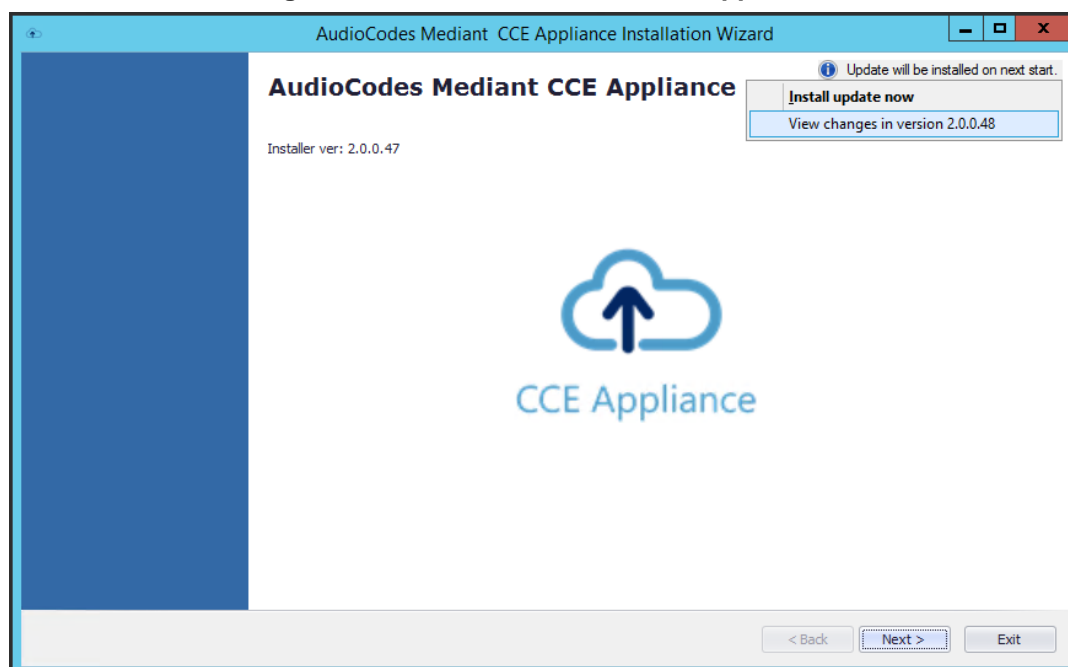 AudioCodes Mediant CCE Appliance Installation Wizard
Update will be installed on next start.
AudioCodes Mediant CCE Appliance
Install update now
View changes in version 2.0.0.48
Installer ver: 2.0.0.47
CCE Appliance
< Back Next > Exit